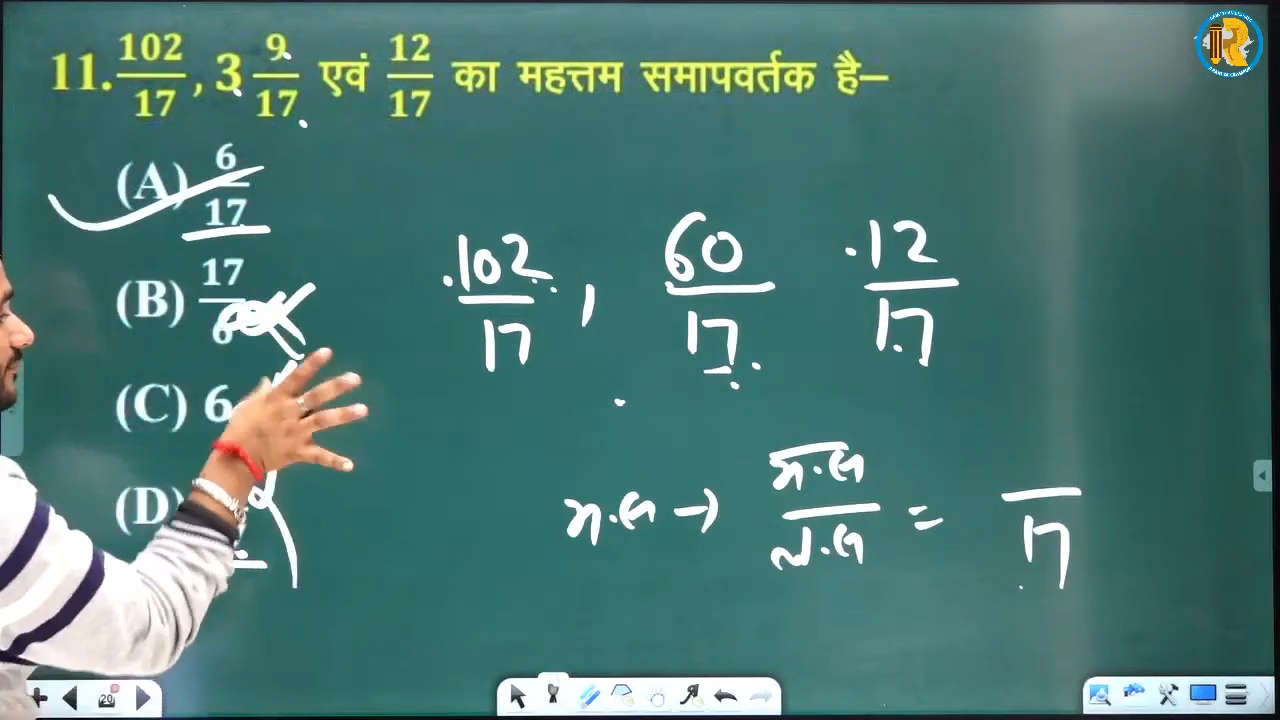 11. 102/17, 3 9/17 एवं 12/17 का महत्तम समापवर्तक है–
(A) 6/17
(B) 17/6
(C) 6
(D)
102/17, 60/17 12/17
म.स → म.स/ल.स = /17
20